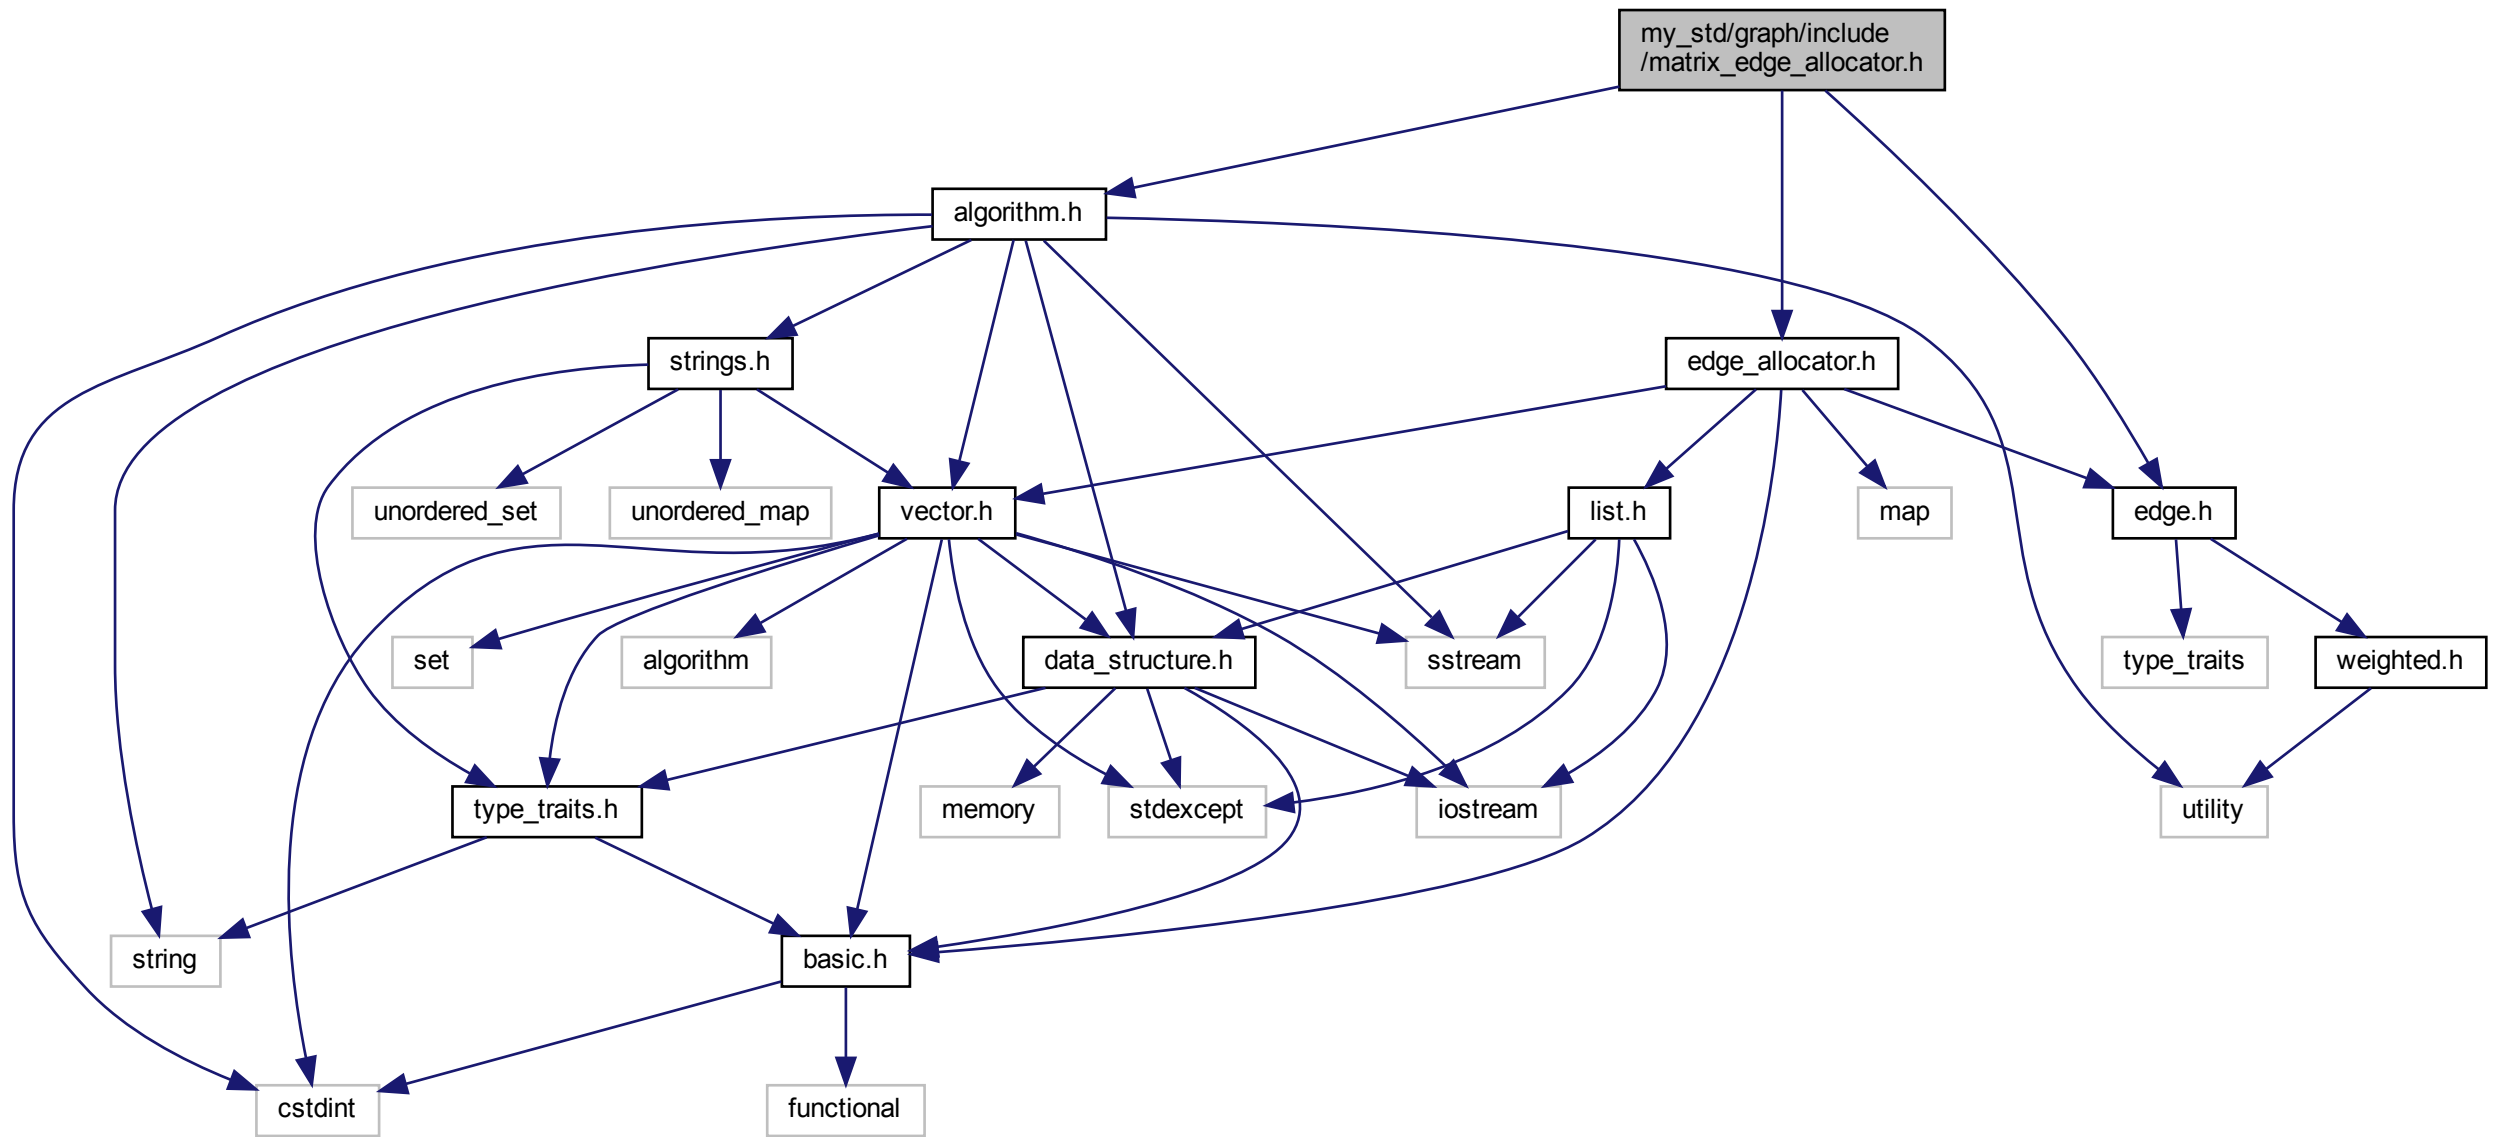 my_std/graph/include
/matrix_edge_allocator.h
algorithm.h
strings.h
edge_allocator.h
unordered_set
unordered_map
vector.h
list.h
map
edge.h
set
algorithm
data_structure.h
sstream
type_traits
weighted.h
type_traits.h
memory
stdexcept
iostream
utility
string
basic.h
cstdint
functional